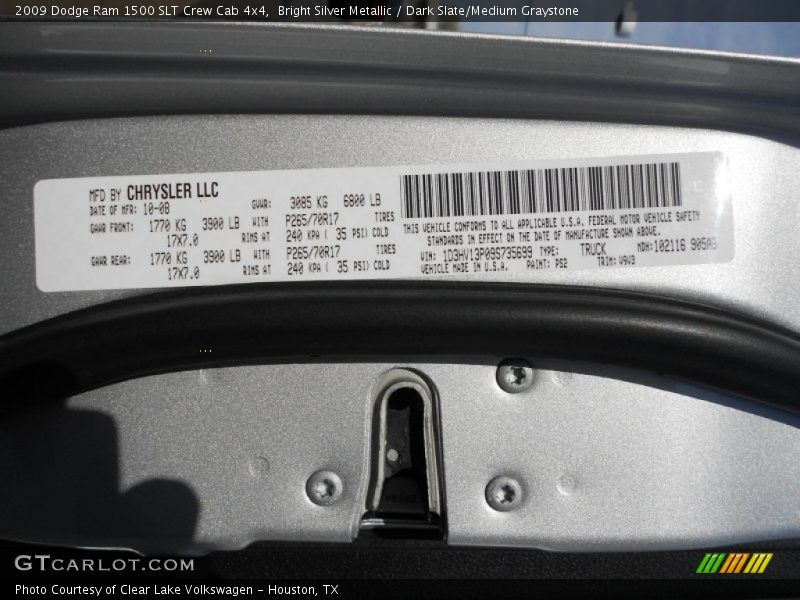 2009 Dodge Ram 1500 SLT Crew Cab 4x4, Bright Silver Metallic / Dark Slate/Medium Graystone
MFD BY CHRYSLER LLC
DATE OF MFR: 10-08 GVWR: 3085 KG 6800 LB
GAWR FRONT: 1770 KG 3900 LB WITH P265/70R17 TIRES
17X7.0 RIMS AT 240 KPA ( 35 PSI) COLD
GAWR REAR: 1770 KG 3900 LB WITH P265/70R17 TIRES
17X7.0 RIMS AT 240 KPA ( 35 PSI) COLD
THIS VEHICLE CONFORMS TO ALL APPLICABLE U.S.A. FEDERAL MOTOR VEHICLE SAFETY
STANDARDS IN EFFECT ON THE DATE OF MANUFACTURE SHOWN ABOVE.
VIN: 1D3HV13P09S735699 TYPE: TRUCK MDH: 102116 905A3
VEHICLE MADE IN U.S.A. PAINT: PS2 TRIM: V9V3
GTCARLOT.COM
Photo Courtesy of Clear Lake Volkswagen - Houston, TX